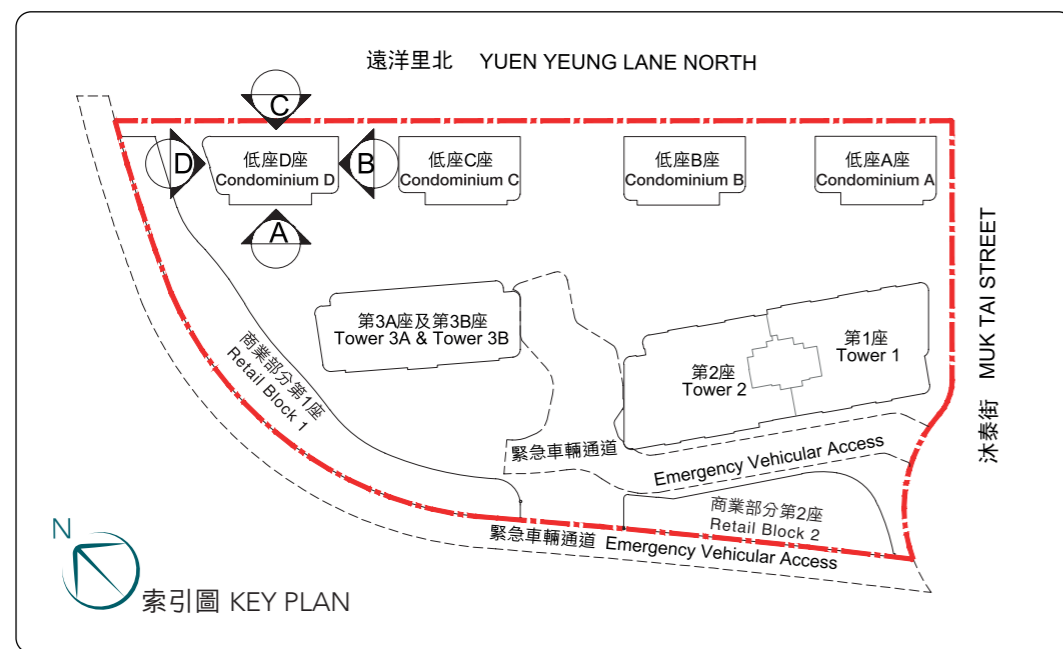 遠洋里北 YUEN YEUNG LANE NORTH
C
D
低座D座
Condominium D
B
A
低座C座
Condominium C
低座B座
Condominium B
低座A座
Condominium A
沐泰街 MUK TAI STREET
第3A座及第3B座
Tower 3A & Tower 3B
第1座
Tower 1
第2座
Tower 2
商業部分第1座
Retail Block 1
緊急車輛通道
Emergency Vehicular Access
商業部分第2座
Retail Block 2
緊急車輛通道 Emergency Vehicular Access
N
索引圖 KEY PLAN